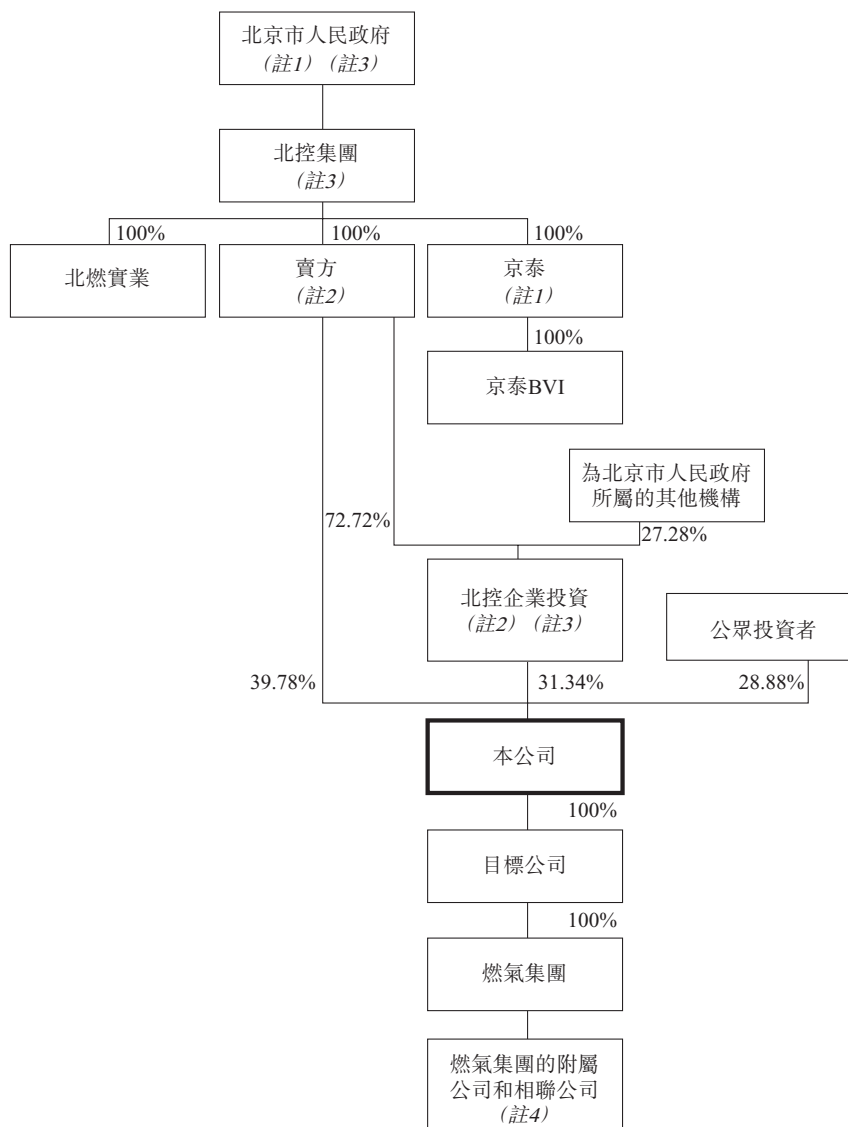 北京市人民政府
（註1）（註3）
北控集團
（註3）
100%
100%
100%
北燃實業
賣方
（註2）
京泰
（註1）
100%
京泰BVI
為北京市人民政府
所屬的其他機構
72.72%
27.28%
北控企業投資
（註2）（註3）
公眾投資者
39.78%
31.34%
28.88%
本公司
100%
目標公司
100%
燃氣集團
燃氣集團的附屬
公司和相聯公司
（註4）